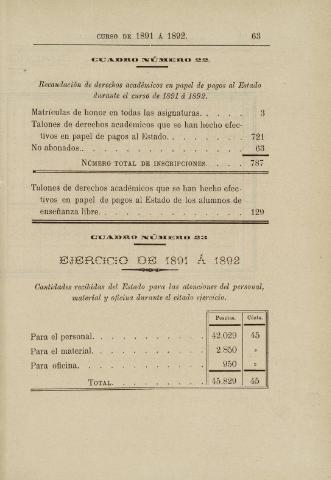 CURSO DE 1891 Á 1892. 63
CUADRO NÚMERO 22
Recaudación de derechos académicos en papel de pagos al Estado
durante el curso de 1891 á 1892.
Matrículas de honor en todas las asignaturas. . . . . 3
Talones de derechos académicos que se han hecho efec-
tivos en papel de pagos al Estado. . . . . . . . 721
No abonados. . . . . . . . . . . . . . . . 63
NÚMERO TOTAL DE INSCRIPCIONES. . . . 787
Talones de derechos académicos que se han hecho efec-
tivos en papel de pagos al Estado de los alumnos de
enseñanza libre. . . . . . . . . . . . . . . 129
CUADRO NÚMERO 23
EJERCICIO DE 1891 Á 1892
Cantidades recibidas del Estado para las atenciones del personal,
material y oficina durante el citado ejercicio.
Pesetas. Cénts.
Para el personal. . . . . . . . . . . 42.029 45
Para el material. . . . . . . . . . . 2.850 »
Para oficina. . . . . . . . . . . . . 950 »
TOTAL. . . . . . . . . 45.829 45